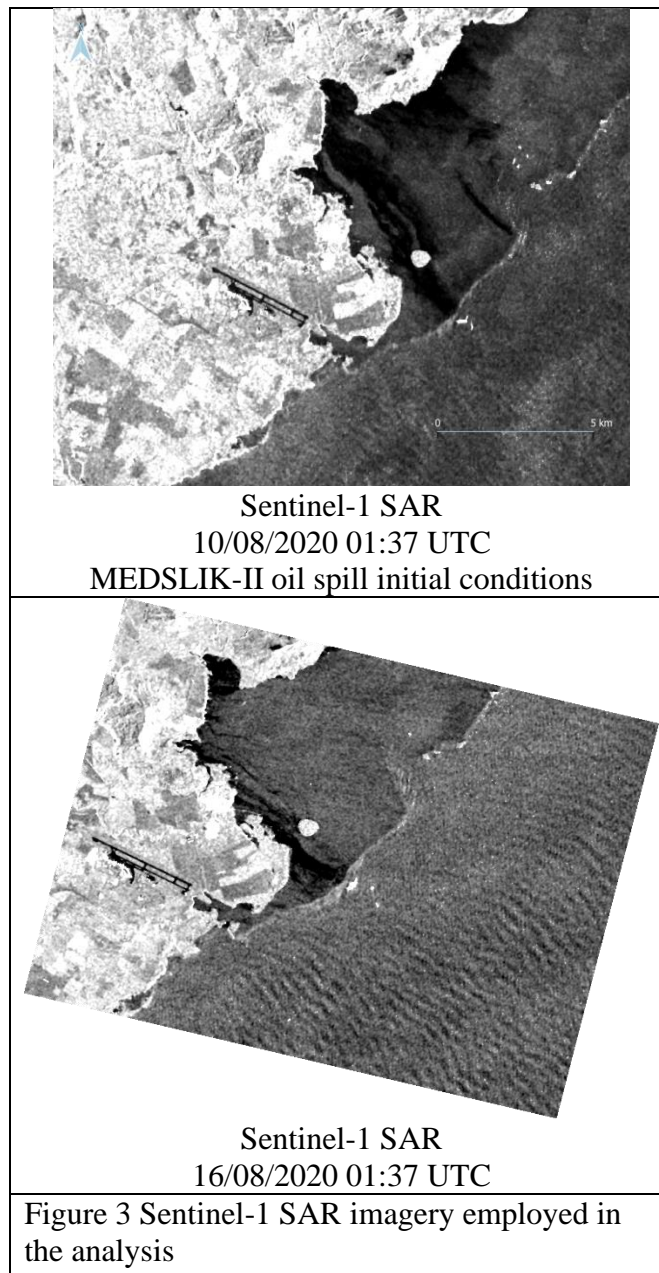 0
5 km
Sentinel-1 SAR
10/08/2020 01:37 UTC
MEDSLIK-II oil spill initial conditions
Sentinel-1 SAR
16/08/2020 01:37 UTC
Figure 3 Sentinel-1 SAR imagery employed in
the analysis